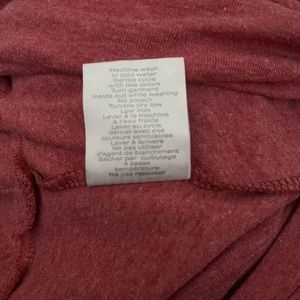 Machine wash
in cold water
Gentle cycle
with like colors
Turn garment
Inside out while washing
No bleach
Tumble dry low
Low iron
Laver à la machine
à l'eau froide
Laver au cycle
délicat avec des
couleurs semblables
Laver à l'envers
Ne pas utiliser
d'agent de blanchiment
Sécher par culbutage
à basse
température
Ne pas repasser